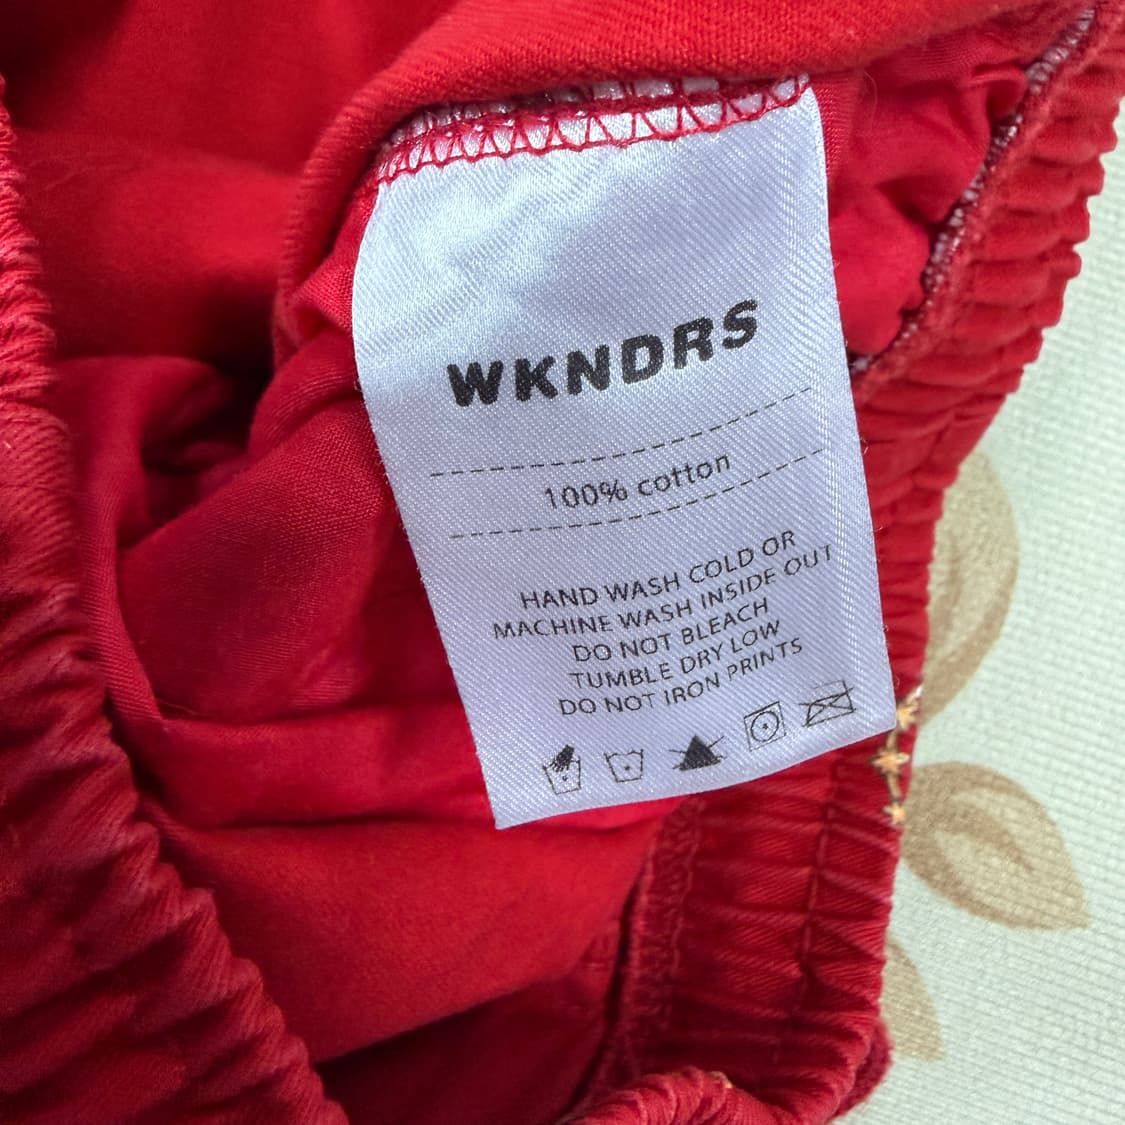 WKNDRS
100% cotton
HAND WASH COLD OR
MACHINE WASH INSIDE OUT
DO NOT BLEACH
TUMBLE DRY LOW
DO NOT IRON PRINTS